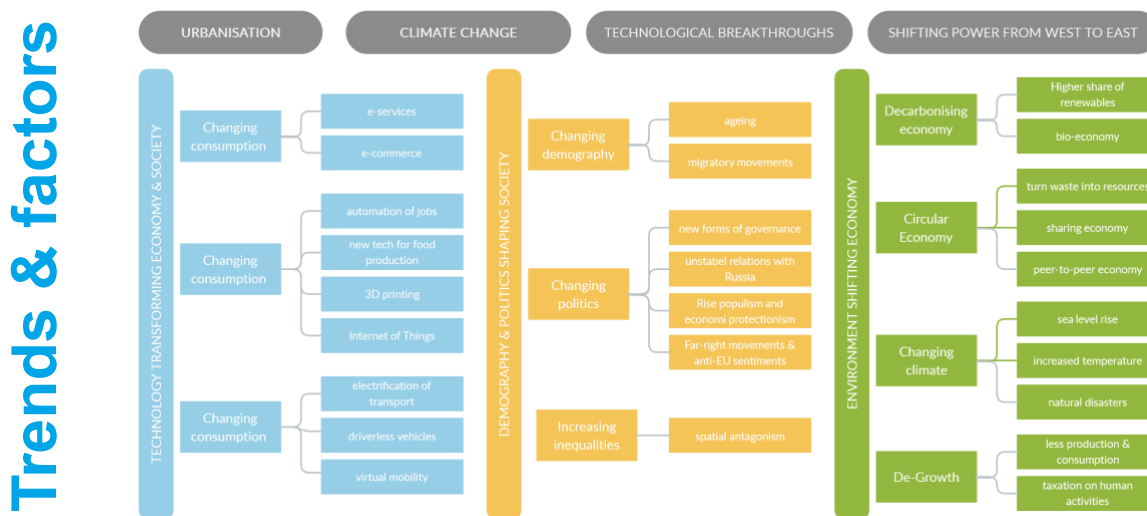 Trends & factors
URBANISATION
CLIMATE CHANGE
TECHNOLOGICAL BREAKTHROUGHS
SHIFTING POWER FROM WEST TO EAST
TECHNOLOGY TRANSFORMING ECONOMY & SOCIETY
Changing
consumption
e-services
e-commerce
Changing
consumption
automation of jobs
new tech for food
production
3D printing
Internet of Things
Changing
consumption
electrification of
transport
driverless vehicles
virtual mobility
DEMOGRAPHY & POLITICS SHAPING SOCIETY
Changing
demography
ageing
migratory movements
Changing
politics
new forms of governance
unstabel relations with
Russia
Rise populism and
economi protectionism
Far-right movements &
anti-EU sentiments
Increasing
inequalities
spatial antagonism
ENVIRONMENT SHIFTING ECONOMY
Decarbonising
economy
Higher share of
renewables
bio-economy
Circular
Economy
turn waste into resources
sharing economy
peer-to-peer economy
Changing
climate
sea level rise
increased temperature
natural disasters
De-Growth
less production &
consumption
taxation on human
activities